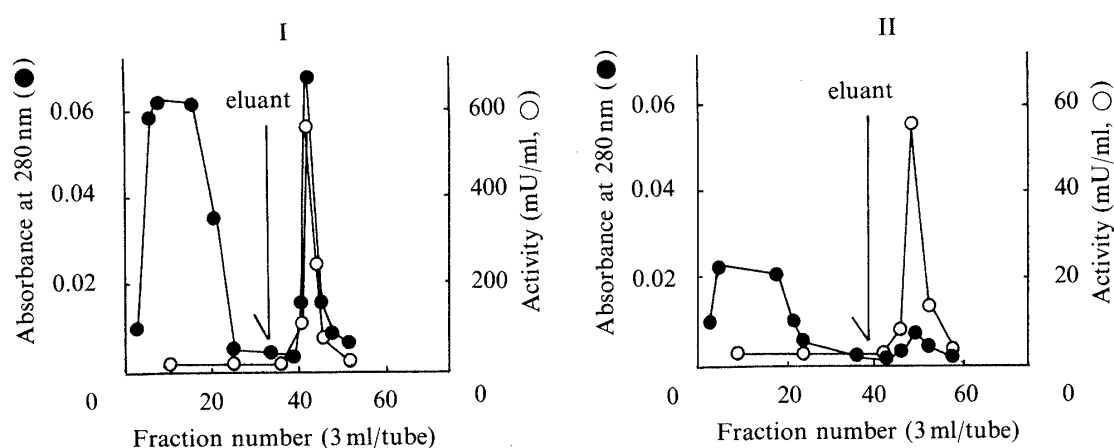 I
Absorbance at 280 nm (●)
0.06
0.04
0.02
0
eluant
600
400
200
0
Activity (mU/ml, ○)
20
40
60
Fraction number (3 ml/tube)
II
Absorbance at 280 nm (●)
0.06
0.04
0.02
0
eluant
60
40
20
0
Activity (mU/ml, ○)
20
40
60
Fraction number (3 ml/tube)